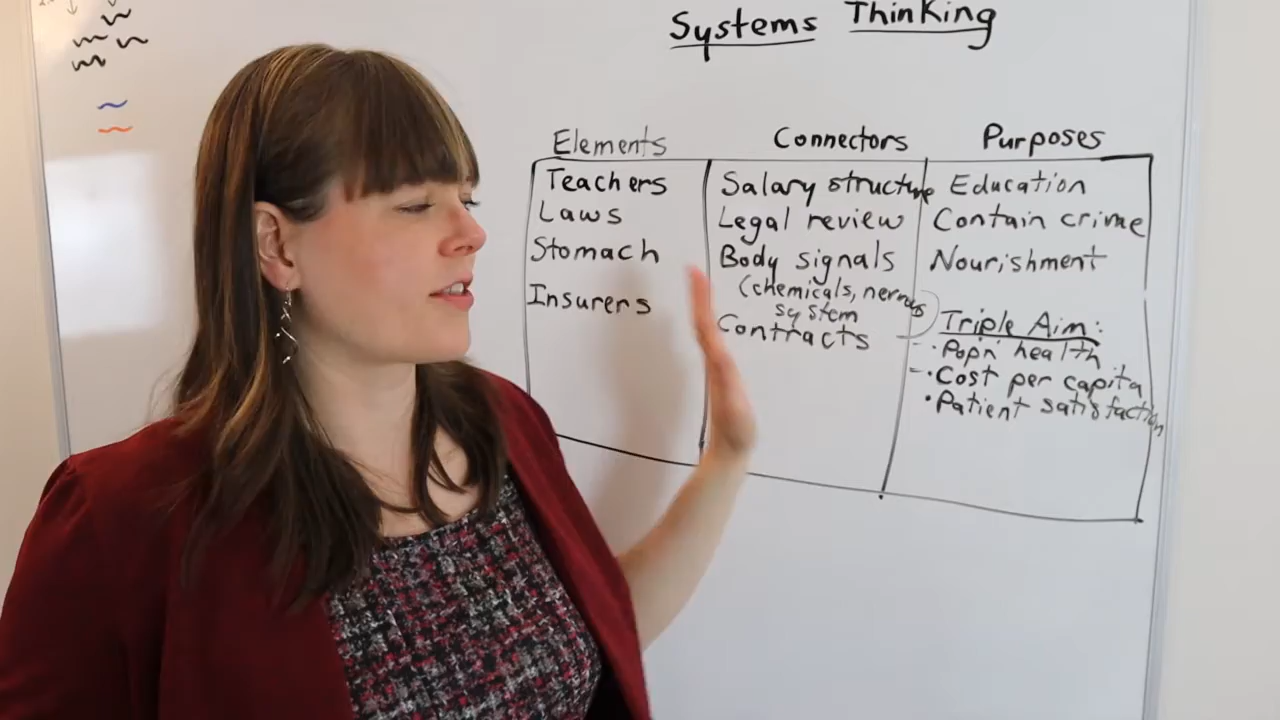 Systems Thinking
Elements
Connectors
Purposes
Teachers
Salary structure
Education
Laws
Legal review
Contain crime
Stomach
Body signals
(chemicals, nervous
system
Nourishment
Insurers
Contracts
Triple Aim:
• Popn health
• Cost per capita
• Patient satisfaction